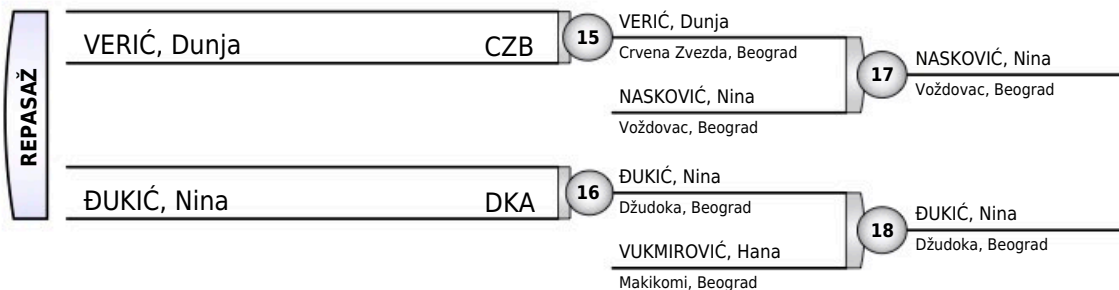 REPASAŽ
VERIĆ, Dunja CZB
15
VERIĆ, Dunja
Crvena Zvezda, Beograd
NASKOVIĆ, Nina
Voždovac, Beograd
17
NASKOVIĆ, Nina
Voždovac, Beograd
ĐUKIĆ, Nina DKA
16
ĐUKIĆ, Nina
Džudoka, Beograd
VUKMIROVIĆ, Hana
Makikomi, Beograd
18
ĐUKIĆ, Nina
Džudoka, Beograd